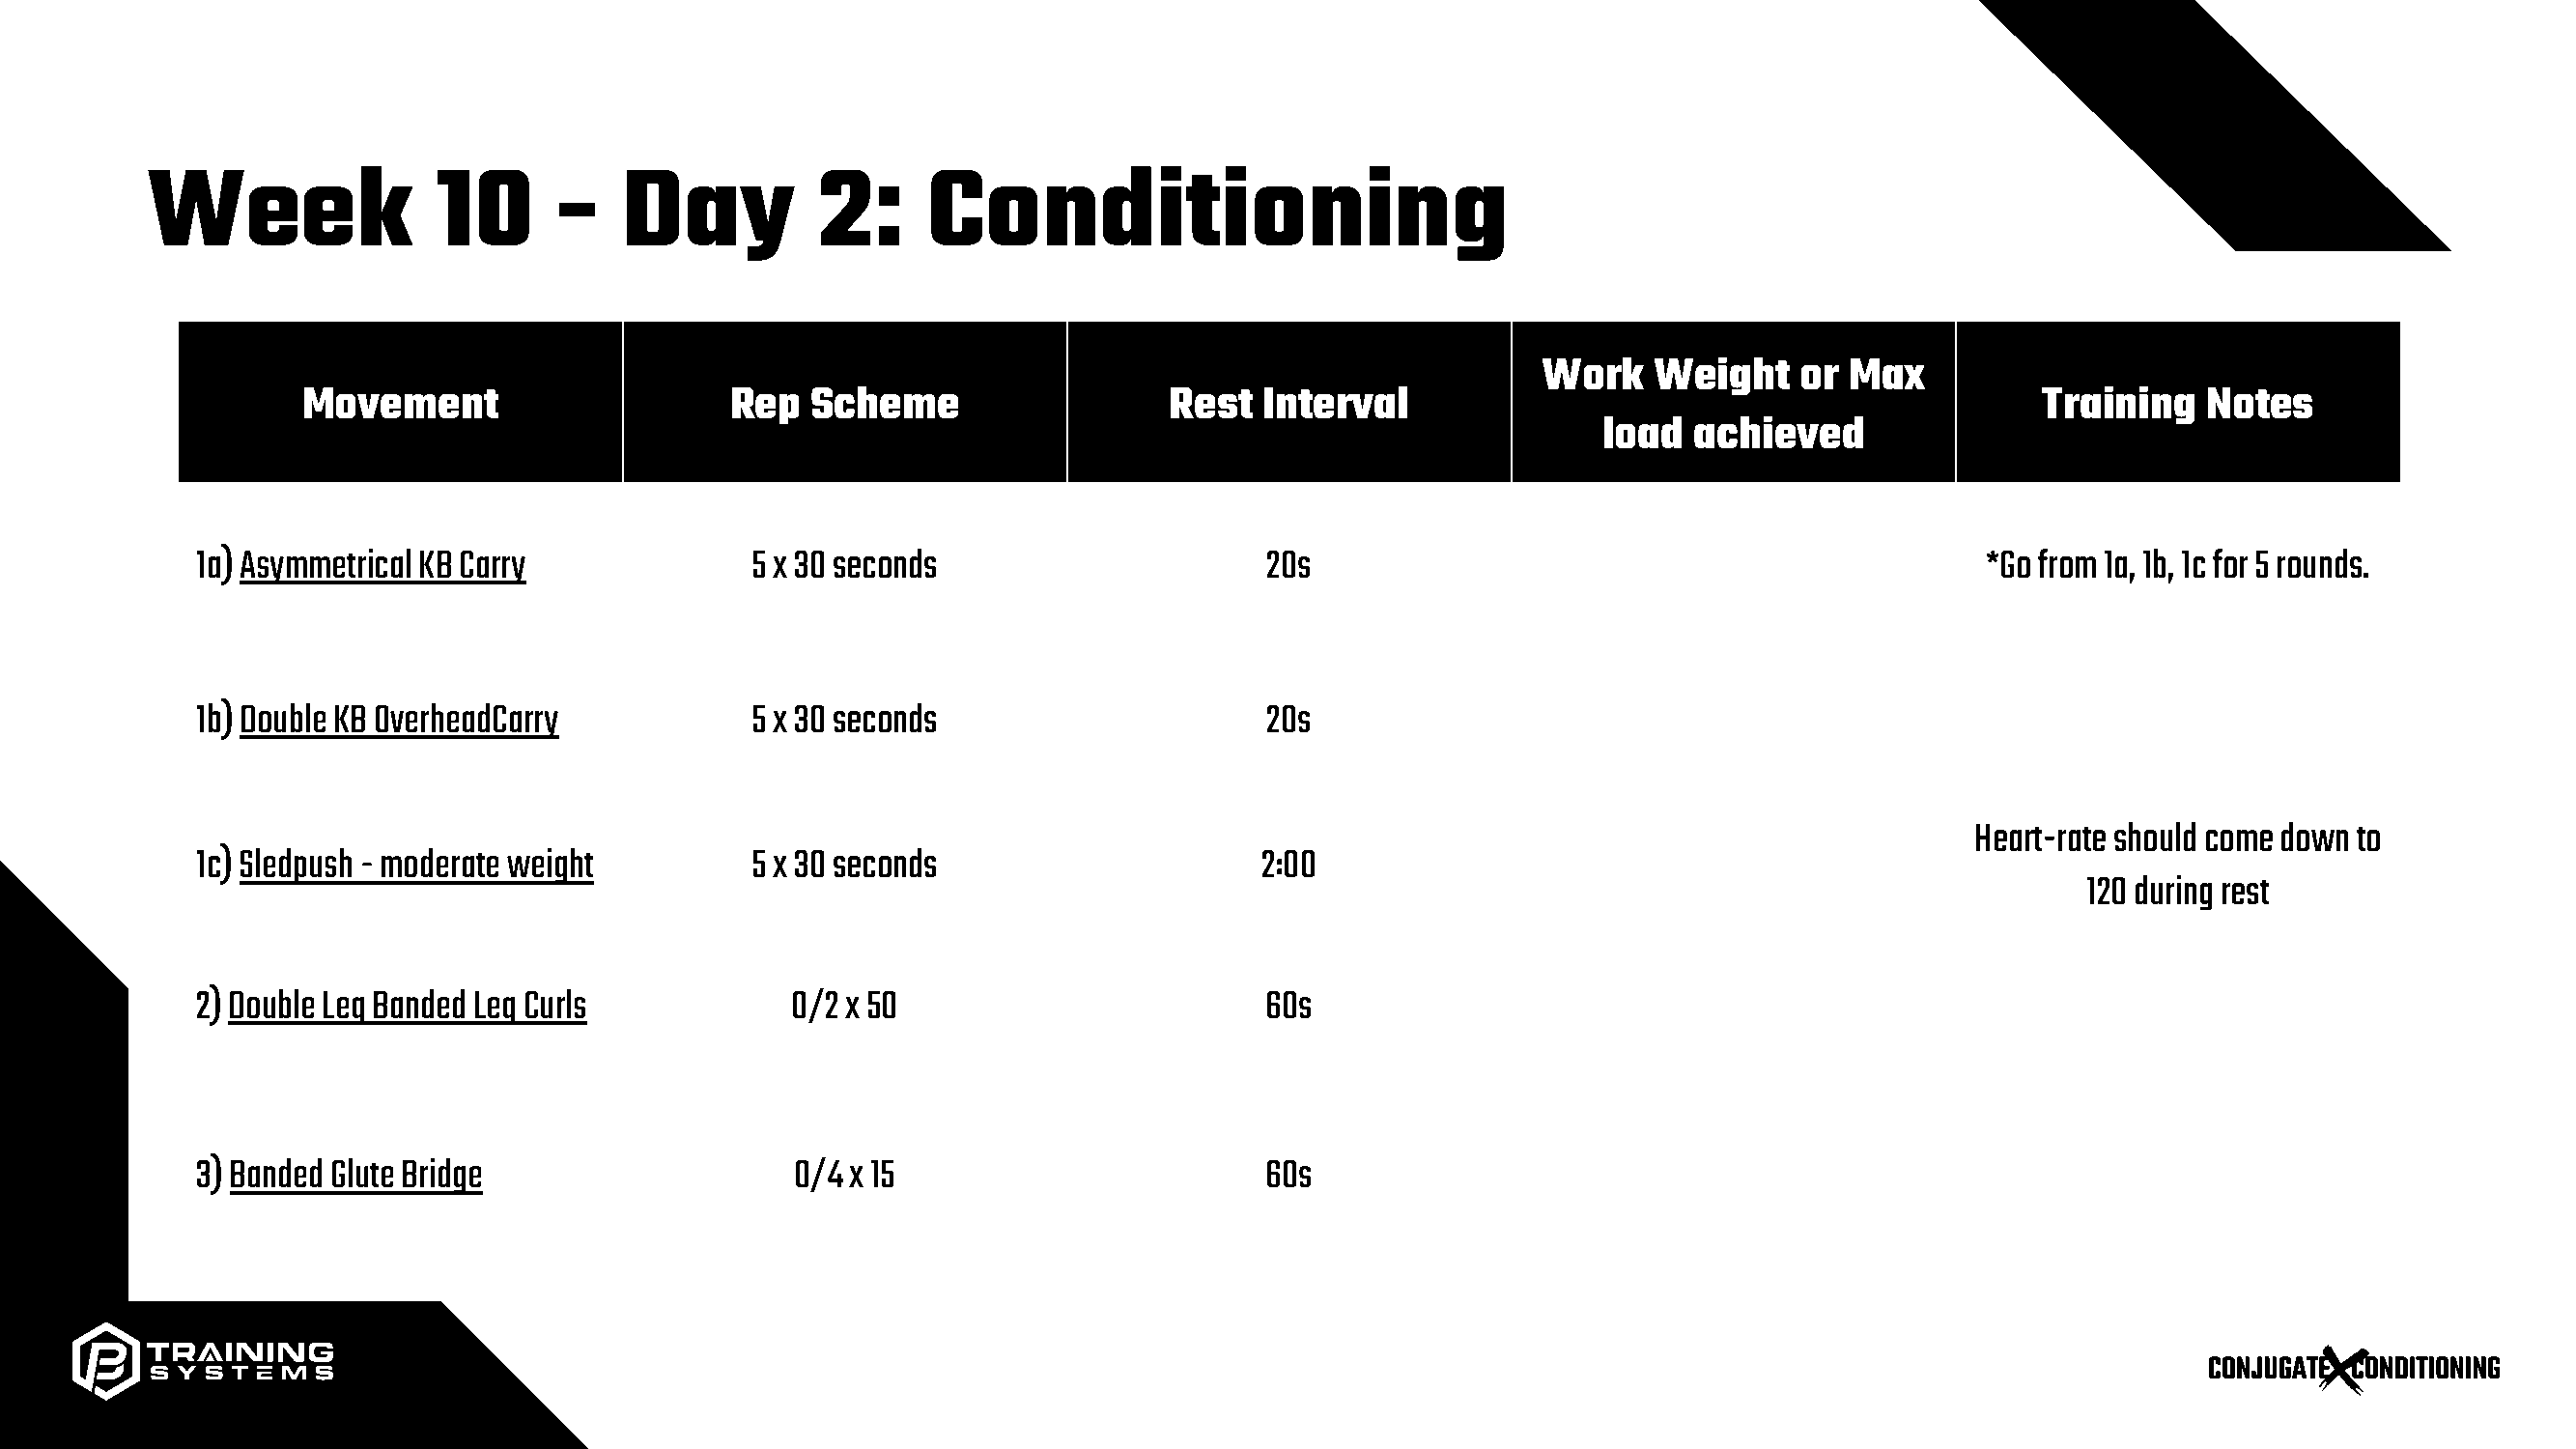 Week 10 - Day 2: Conditioning
Movement
Rep Scheme
Rest Interval
Work Weight or Max
load achieved
Training Notes
1a) Asymmetrical KB Carry
5 x 30 seconds
20s
*Go from 1a, 1b, 1c for 5 rounds.
1b) Double KB OverheadCarry
5 x 30 seconds
20s
1c) Sledpush - moderate weight
5 x 30 seconds
2:00
Heart-rate should come down to
120 during rest
2) Double Leg Banded Leg Curls
0/2 x 50
60s
3) Banded Glute Bridge
0/4 x 15
60s
TRAINING
SYSTEMS
CONJUGATE X CONDITIONING